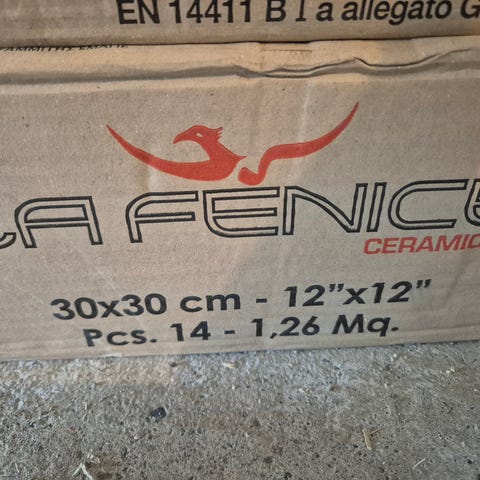 EN 14411 B I a allegato G
LA FENICE
CERAMIC
30x30 cm - 12”x12”
Pcs. 14 - 1,26 Mq.